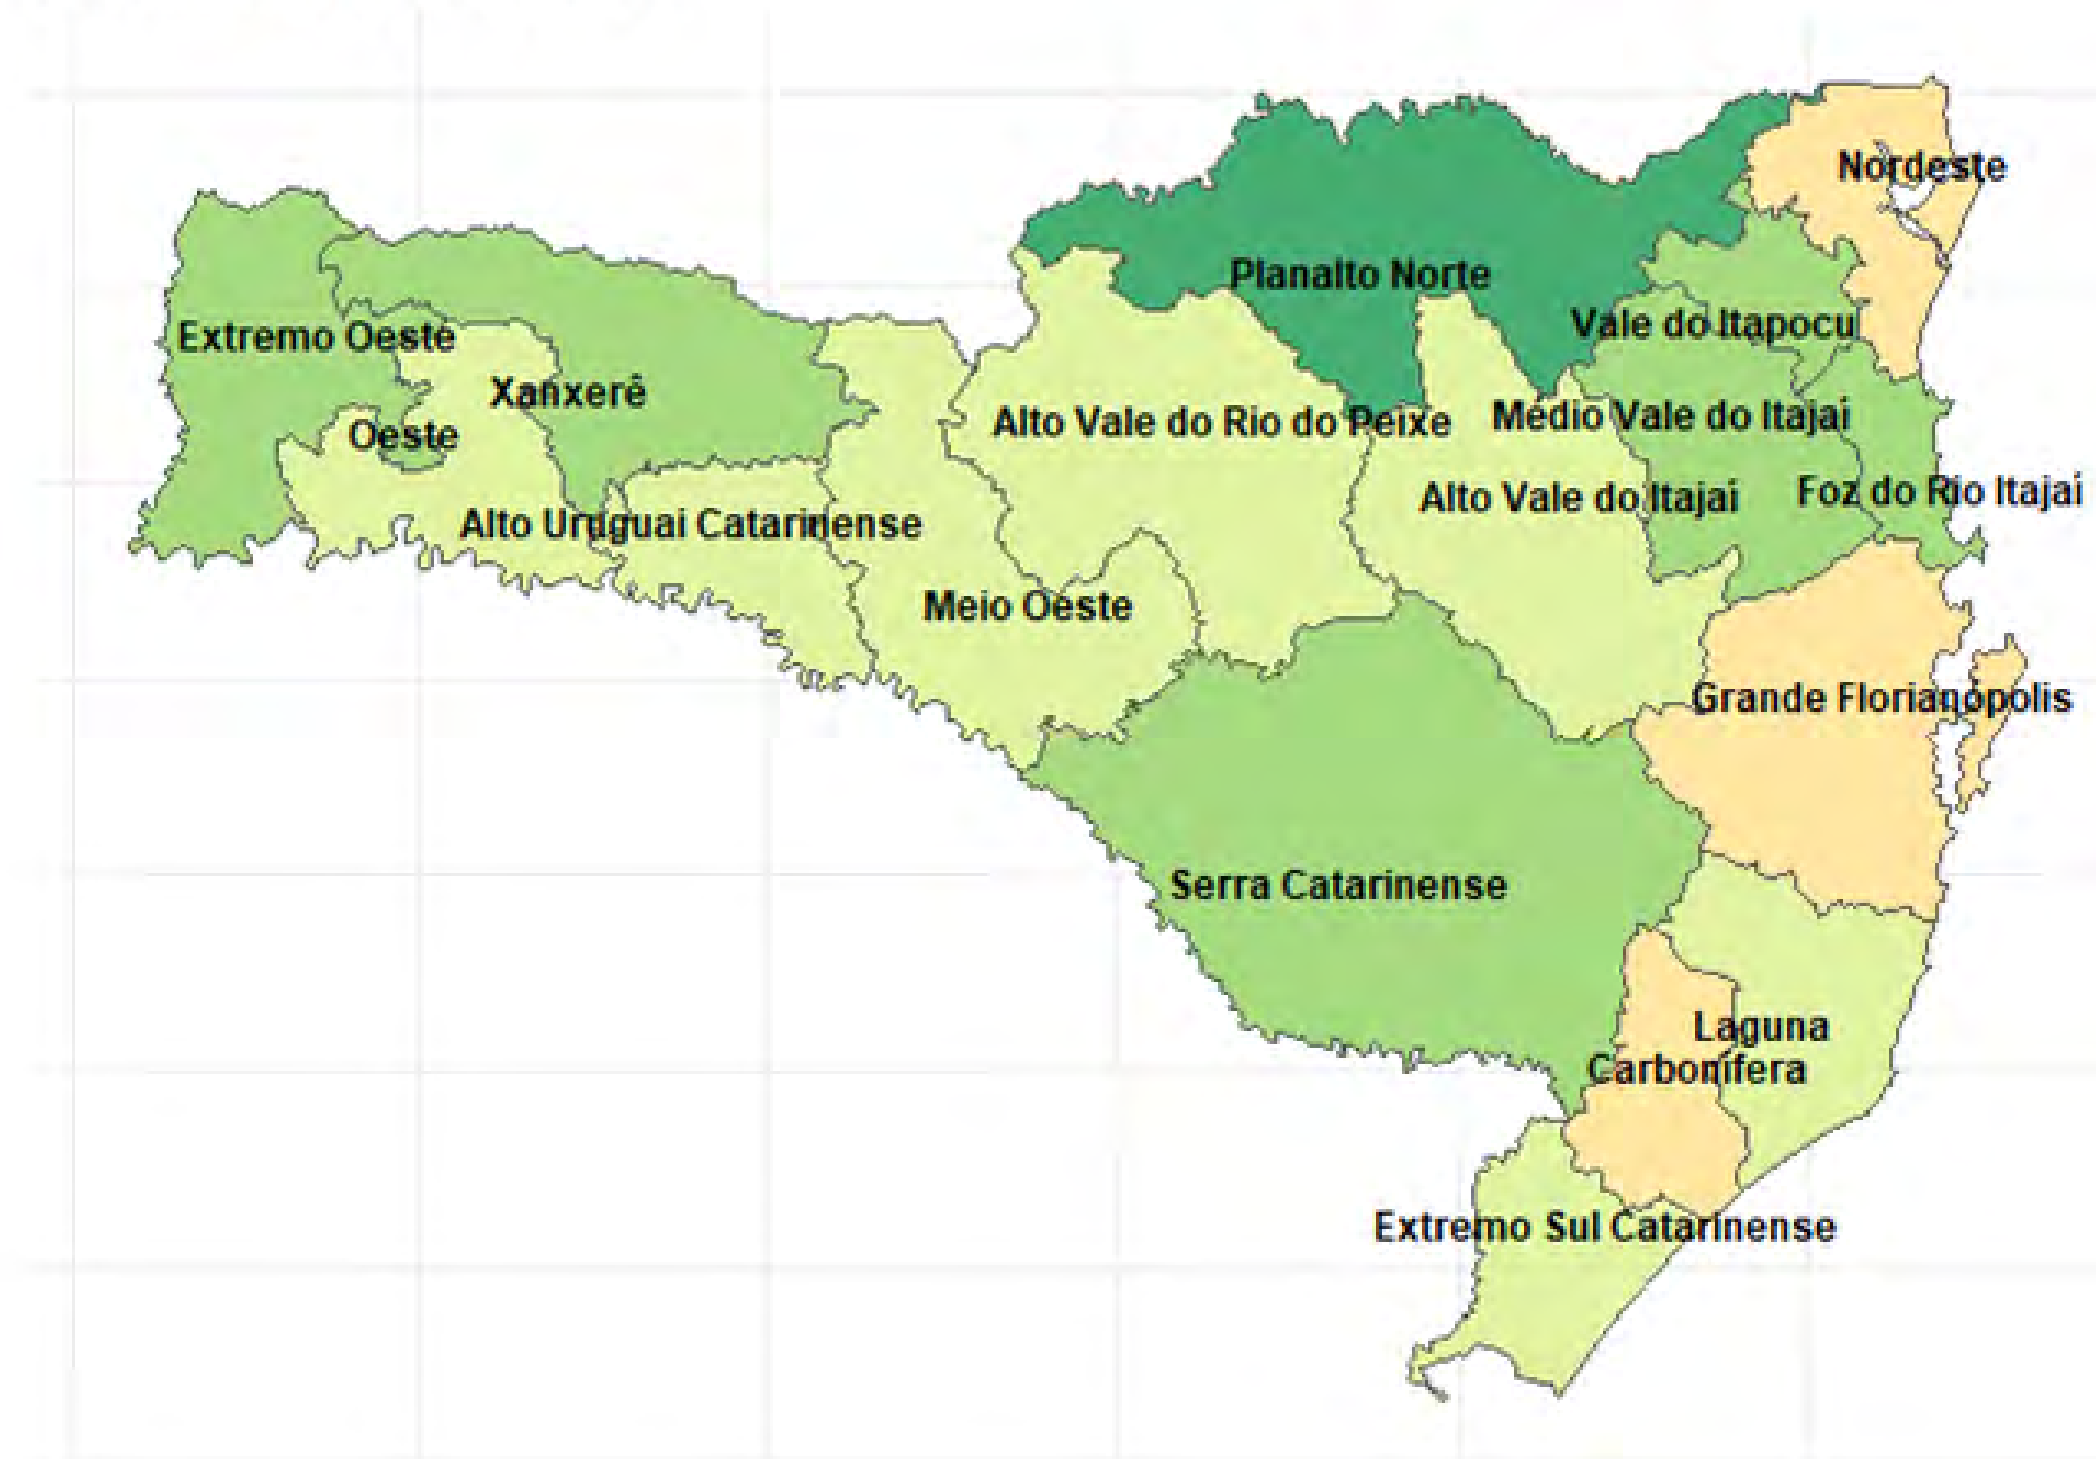 Nordeste
Planalto Norte
Vale do Itapocu
Extremo Oeste
Xanxerê
Oeste
Alto Vale do Rio do Peixe
Médio Vale do Itajaí
Alto Vale do Itajaí
Foz do Rio Itajaí
Alto Uruguai Catarinense
Meio Oeste
Grande Florianópolis
Serra Catarinense
Laguna
Carbonífera
Extremo Sul Catarinense